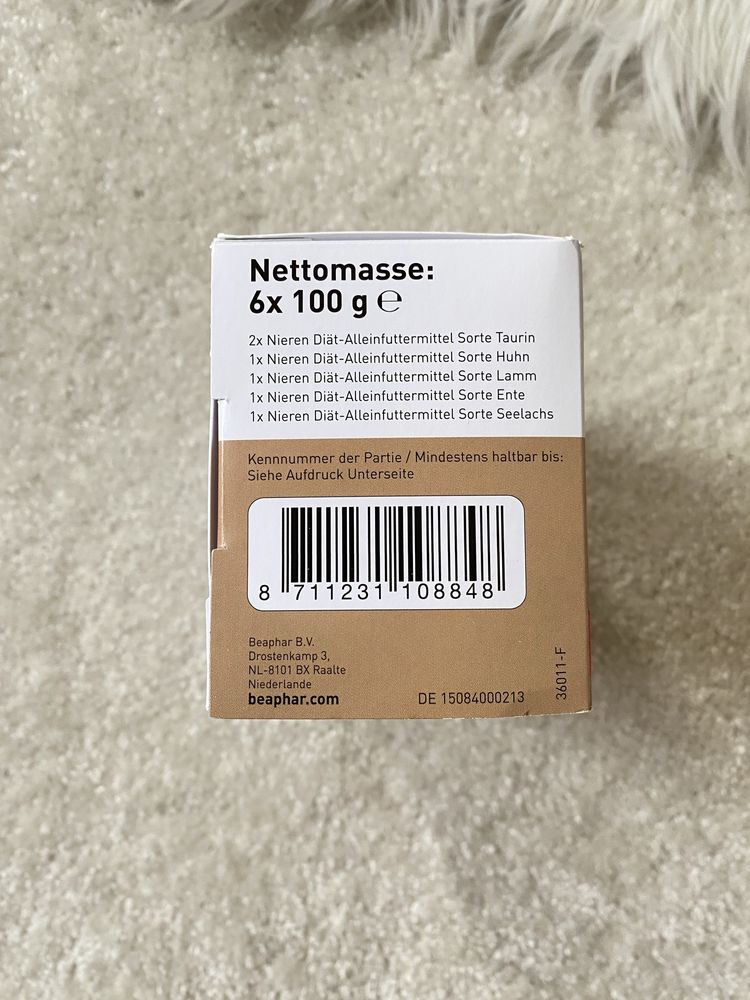 Nettomasse:
6x 100 g ℮
2x Nieren Diät-Alleinfuttermittel Sorte Taurin
1x Nieren Diät-Alleinfuttermittel Sorte Huhn
1x Nieren Diät-Alleinfuttermittel Sorte Lamm
1x Nieren Diät-Alleinfuttermittel Sorte Ente
1x Nieren Diät-Alleinfuttermittel Sorte Seelachs
Kennnummer der Partie / Mindestens haltbar bis:
Siehe Aufdruck Unterseite
8 711231 108848
Beaphar B.V.
Drostenkamp 3,
NL-8101 BX Raalte
Niederlande
beaphar.com
DE 15084000213
36011-F